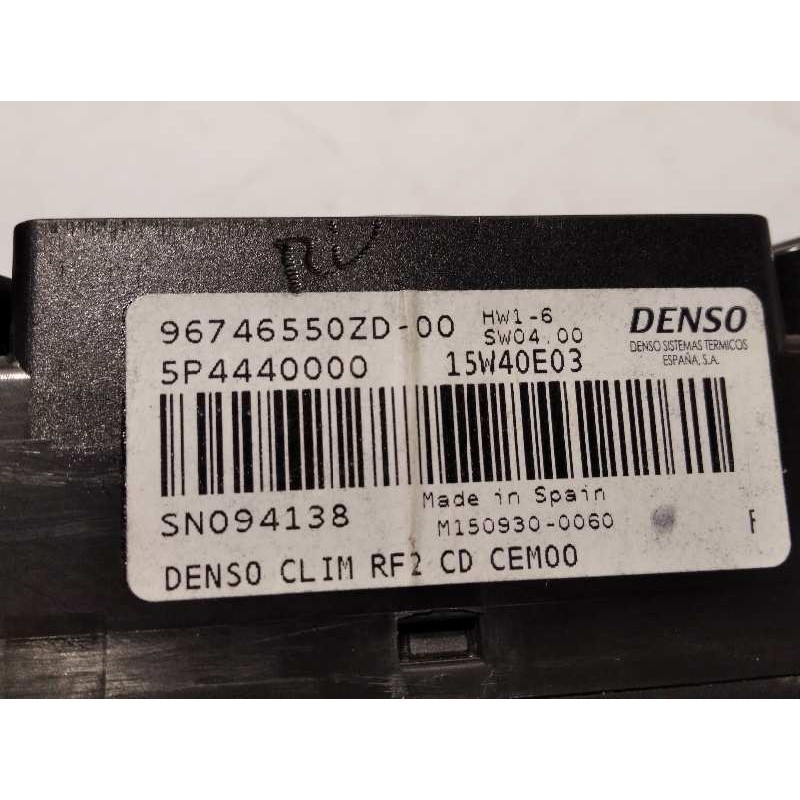 96746550ZD-00
HW1-6
SW04.00
DENSO
DENSO SISTEMAS TERMICOS
ESPAÑA, S.A.
5P4440000
15W40E03
SN094138
Made in Spain
M150930-0060
F
DENSO CLIM RF2 CD CEM00